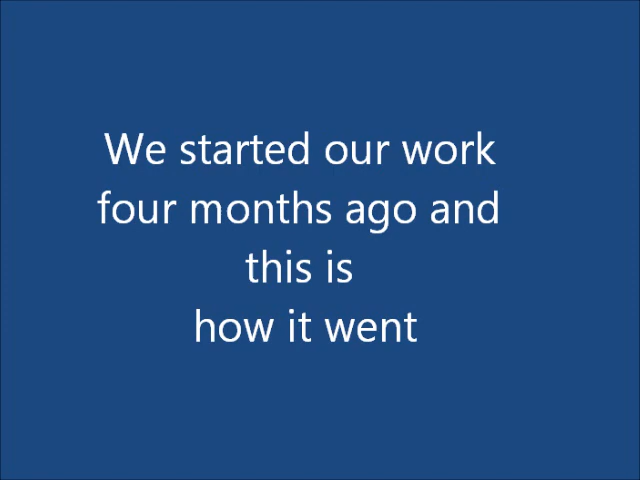 We started our work
four months ago and
this is
how it went